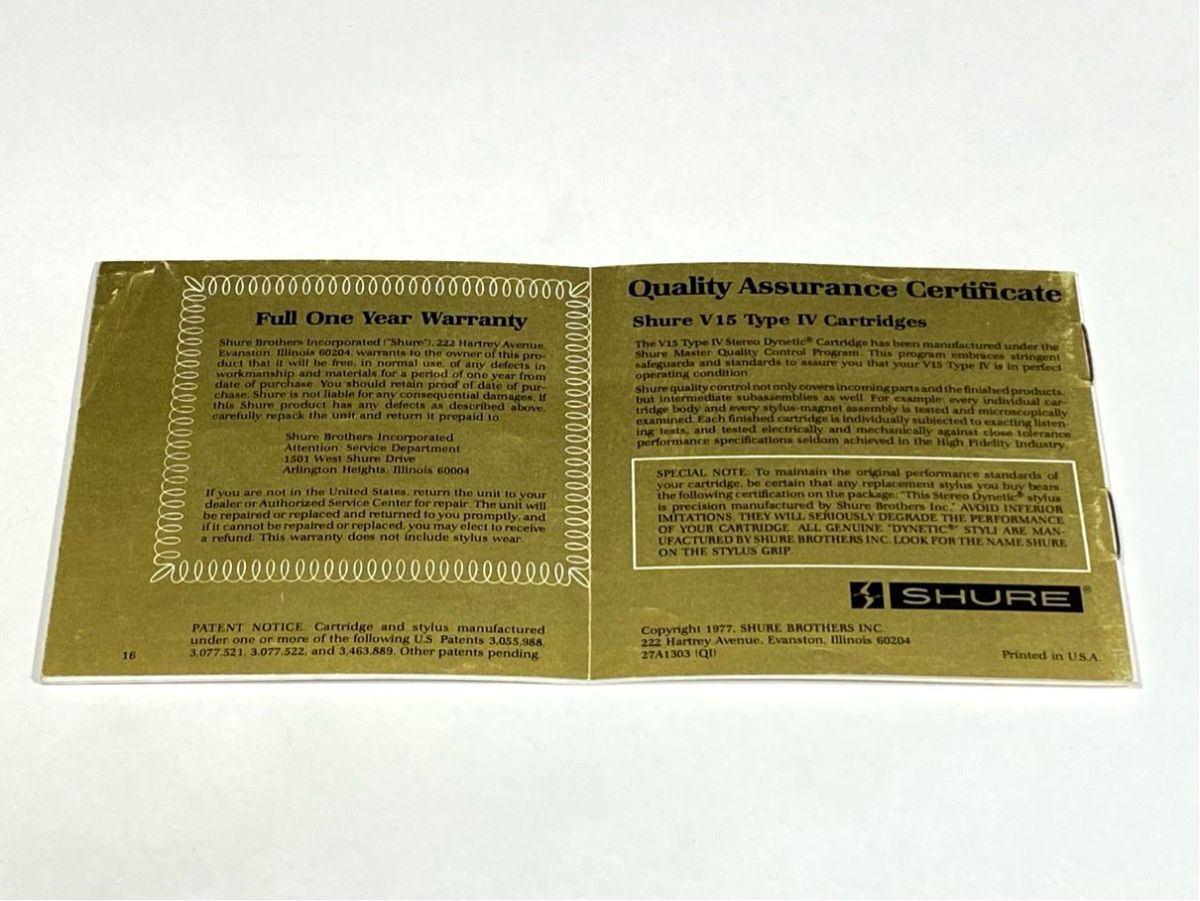 Full One Year Warranty
Shure Brothers Incorporated ("Shure"), 222 Hartrey Avenue,
Evanston, Illinois 60204, warrants to the owner of this pro-
duct that it will be free, in normal use, of any defects in
workmanship and materials for a period of one year from
date of purchase. You should retain proof of date of pur-
chase. Shure is not liable for any consequential damages. If
this Shure product has any defects as described above,
carefully repack the unit and return it prepaid to:
Shure Brothers Incorporated
Attention: Service Department
1501 West Shure Drive
Arlington Heights, Illinois 60004
If you are not in the United States, return the unit to your
dealer or Authorized Service Center for repair. The unit will
be repaired or replaced and returned to you promptly, and
if it cannot be repaired or replaced, you may elect to receive
a refund. This warranty does not include stylus wear.
PATENT NOTICE: Cartridge and stylus manufactured
under one or more of the following U.S. Patents 3,055,988,
3,077,521, 3,077,522, and 3,463,889. Other patents pending.
16
Quality Assurance Certificate
Shure V15 Type IV Cartridges
The V15 Type IV Stereo Dynetic® Cartridge has been manufactured under the
Shure Master Quality Control Program. This program embraces stringent
safeguards and standards to assure you that your V15 Type IV is in perfect
operating condition.
Shure quality control not only covers incoming parts and the finished products,
but intermediate subassemblies as well. For example: every individual car-
tridge body and every stylus-magnet assembly is tested and microscopically
examined. Each finished cartridge is individually subjected to exacting listen-
ing tests, and tested electrically and mechanically against close tolerance
performance specifications seldom achieved in the High Fidelity Industry.
SPECIAL NOTE: To maintain the original performance standards of
your cartridge, be certain that any replacement stylus you buy bears
the following certification on the package: "This Stereo Dynetic® stylus
is precision manufactured by Shure Brothers Inc." AVOID INFERIOR
IMITATIONS. THEY WILL SERIOUSLY DEGRADE THE PERFORMANCE
OF YOUR CARTRIDGE. ALL GENUINE "DYNETIC®" STYLI ARE MAN-
UFACTURED BY SHURE BROTHERS INC. LOOK FOR THE NAME SHURE
ON THE STYLUS GRIP.
SHURE®
Copyright 1977, SHURE BROTHERS INC.
222 Hartrey Avenue, Evanston, Illinois 60204
27A1303 (QI)
Printed in U.S.A.